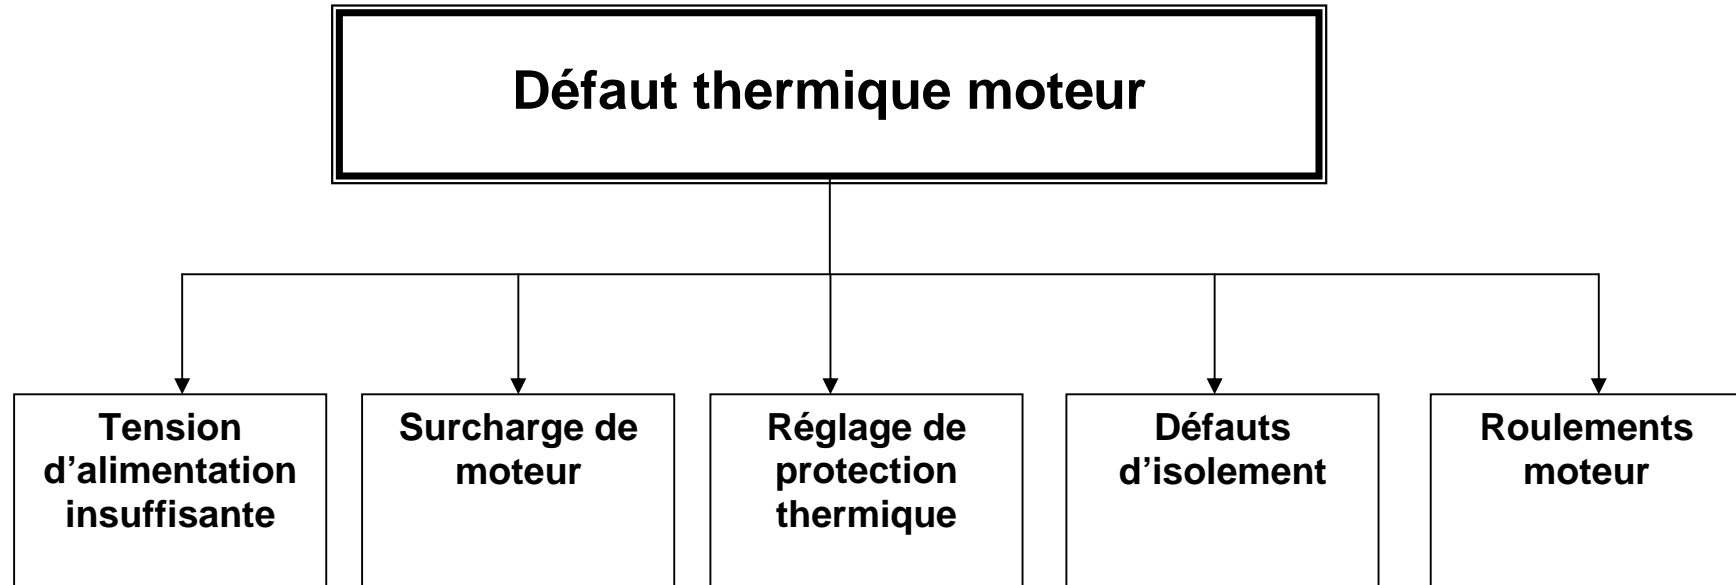 Défaut thermique moteur
Tension
d’alimentation
insuffisante
Surcharge de
moteur
Réglage de
protection
thermique
Défauts
d’isolement
Roulements
moteur